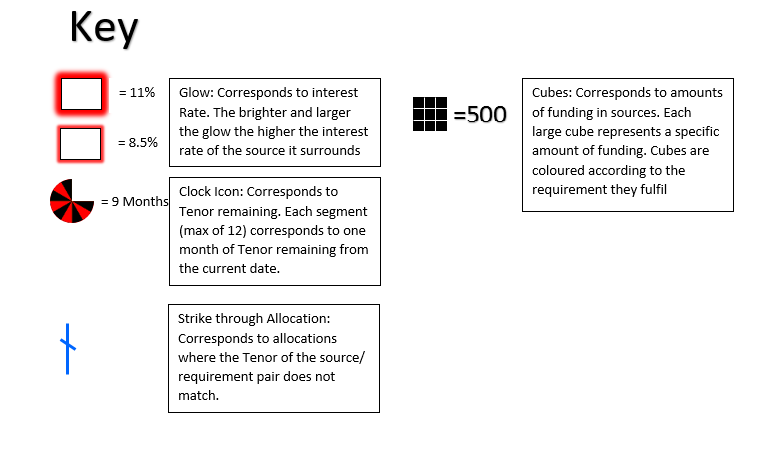 Key
= 11%
Glow: Corresponds to interest
Rate. The brighter and larger
the glow the higher the interest
rate of the source it surrounds
= 8.5%
=500
Cubes: Corresponds to amounts
of funding in sources. Each
large cube represents a specific
amount of funding. Cubes are
coloured according to the
requirement they fulfil
= 9 Months
Clock Icon: Corresponds to
Tenor remaining. Each segment
(max of 12) corresponds to one
month of Tenor remaining from
the current date.
Strike through Allocation:
Corresponds to allocations
where the Tenor of the source/
requirement pair does not
match.